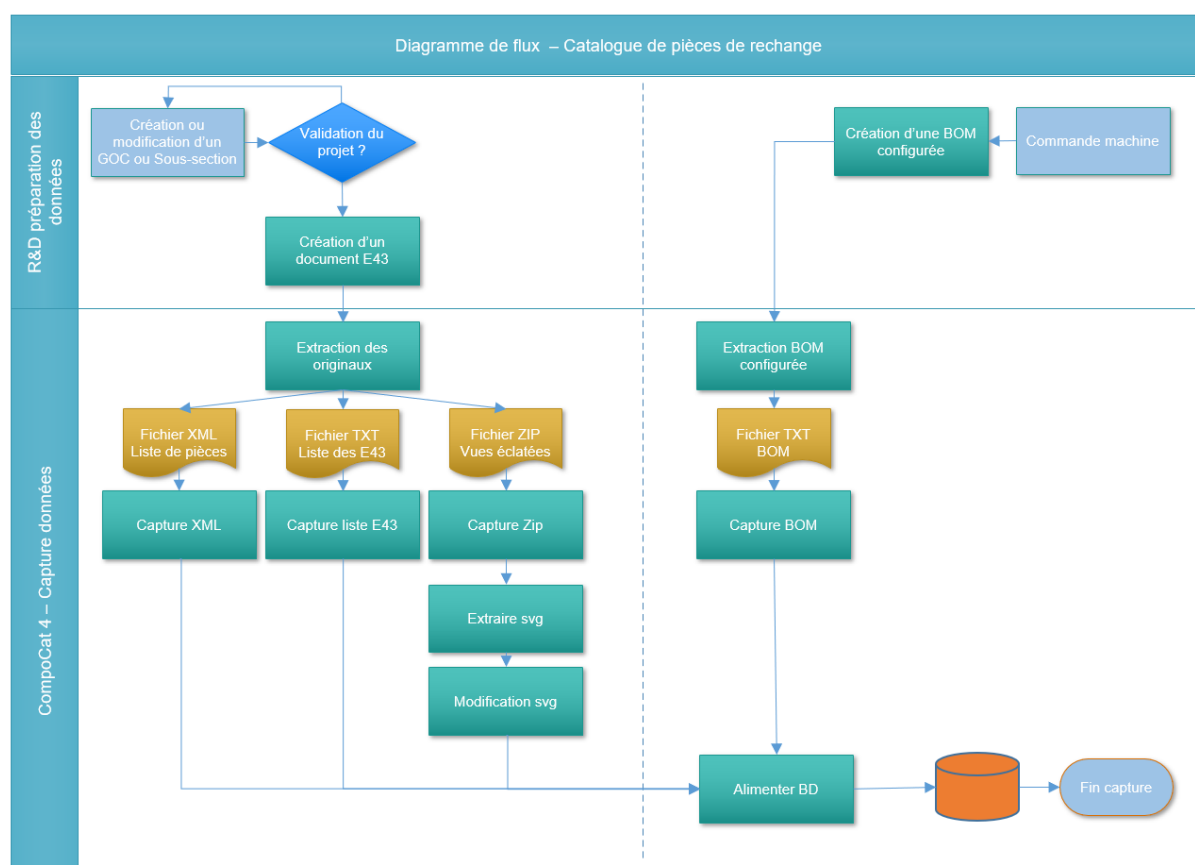 Diagramme de flux – Catalogue de pièces de rechange
R&D préparation des
données
Création ou
modification d’un
GOC ou Sous-section
Validation du
projet ?
Création d’une BOM
configurée
Commande machine
Création d’un
document E43
CompoCat 4 – Capture données
Extraction des
originaux
Extraction BOM
configurée
Fichier XML
Liste de pièces
Fichier TXT
Liste des E43
Fichier ZIP
Vues éclatées
Fichier TXT
BOM
Capture XML
Capture liste E43
Capture Zip
Capture BOM
Extraire svg
Modification svg
Alimenter BD
Fin capture